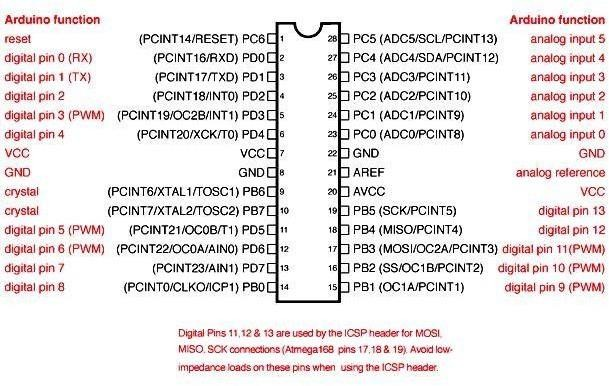 Arduino function
Arduino function
reset (PCINT14/RESET) PC6 1 28 PC5 (ADC5/SCL/PCINT13) analog input 5
digital pin 0 (RX) (PCINT16/RXD) PD0 2 27 PC4 (ADC4/SDA/PCINT12) analog input 4
digital pin 1 (TX) (PCINT17/TXD) PD1 3 26 PC3 (ADC3/PCINT11) analog input 3
digital pin 2 (PCINT18/INT0) PD2 4 25 PC2 (ADC2/PCINT10) analog input 2
digital pin 3 (PWM) (PCINT19/OC2B/INT1) PD3 5 24 PC1 (ADC1/PCINT9) analog input 1
digital pin 4 (PCINT20/XCK/T0) PD4 6 23 PC0 (ADC0/PCINT8) analog input 0
VCC VCC 7 22 GND GND
GND GND 8 21 AREF analog reference
crystal (PCINT6/XTAL1/TOSC1) PB6 9 20 AVCC VCC
crystal (PCINT7/XTAL2/TOSC2) PB7 10 19 PB5 (SCK/PCINT5) digital pin 13
digital pin 5 (PWM) (PCINT21/OC0B/T1) PD5 11 18 PB4 (MISO/PCINT4) digital pin 12
digital pin 6 (PWM) (PCINT22/OC0A/AIN0) PD6 12 17 PB3 (MOSI/OC2A/PCINT3) digital pin 11(PWM)
digital pin 7 (PCINT23/AIN1) PD7 13 16 PB2 (SS/OC1B/PCINT2) digital pin 10 (PWM)
digital pin 8 (PCINT0/CLKO/ICP1) PB0 14 15 PB1 (OC1A/PCINT1) digital pin 9 (PWM)
Digital Pins 11,12 & 13 are used by the ICSP header for MOSI,
MISO, SCK connections (Atmega168 pins 17,18 & 19). Avoid low-
impedance loads on these pins when using the ICSP header.